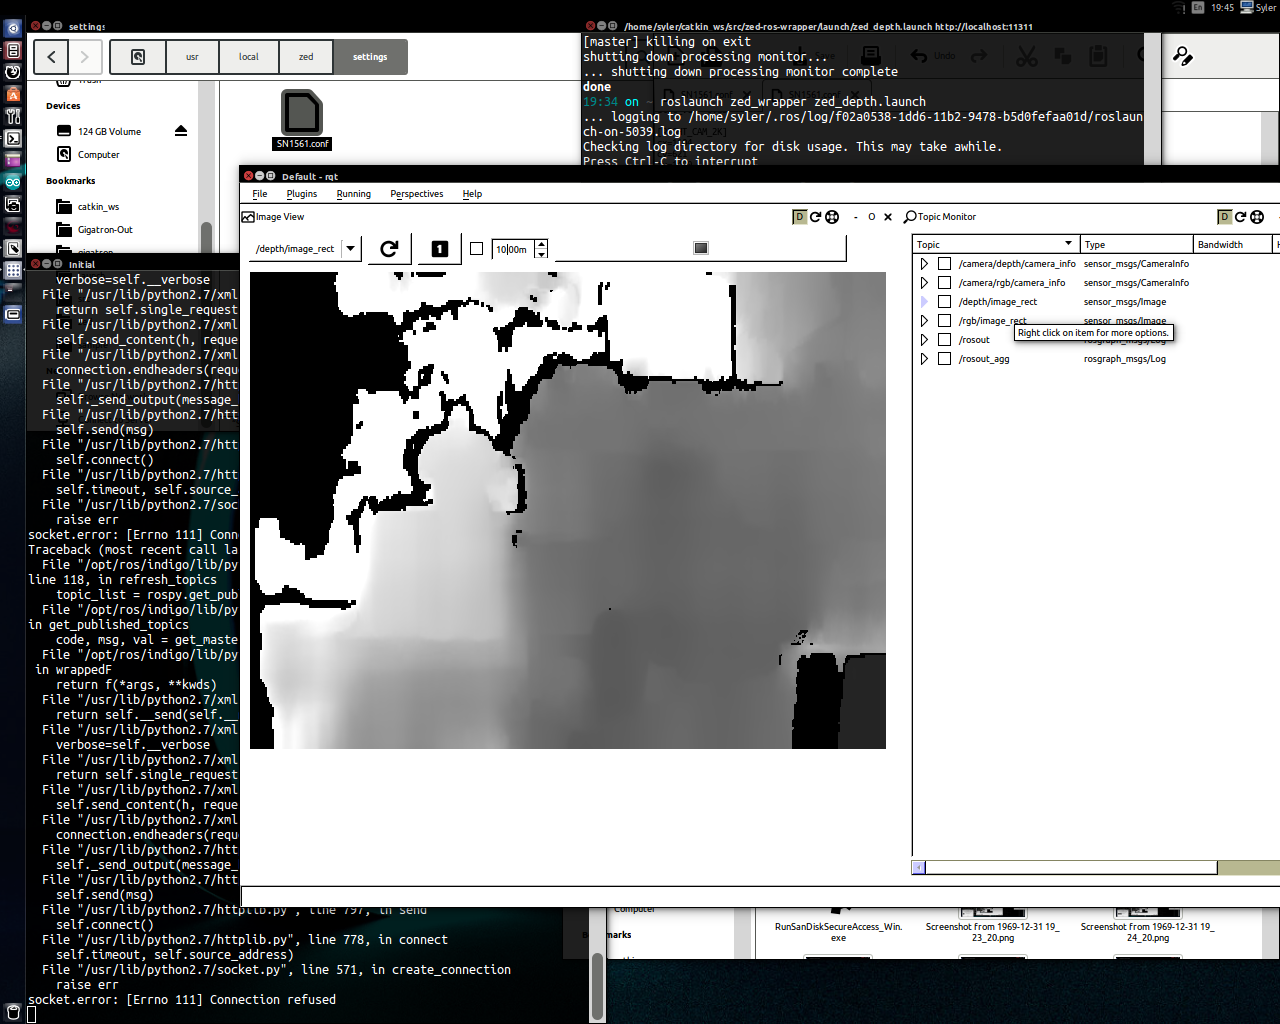 En 19:45 Syler
settings
/home/syler/catkin_ws/src/zed-ros-wrapper/launch/zed_depth.launch http://localhost:11311
usr local zed settings
Devices
124 GB Volume
Computer
Bookmarks
catkin_ws
Gigatron-Out
SN1561.conf
[master] killing on exit
shutting down processing monitor...
... shutting down processing monitor complete
done
19:34 on ~ roslaunch zed_wrapper zed_depth.launch
... logging to /home/syler/.ros/log/f02a0538-1dd6-11b2-9478-b5d0fefaa01d/roslaun
ch-on-5039.log
Checking log directory for disk usage. This may take awhile.
Press Ctrl-C to interrupt
Undo
Default - rqt
File Plugins Running Perspectives Help
Image View
D
- O
Topic Monitor
D
/depth/image_rect
1
10.00m
Topic Type Bandwidth
/camera/depth/camera_info sensor_msgs/CameraInfo
/camera/rgb/camera_info sensor_msgs/CameraInfo
/depth/image_rect sensor_msgs/Image
/rgb/image_rect sensor_msgs/Image
Right click on item for more options.
/rosout rosgraph_msgs/Log
/rosout_agg rosgraph_msgs/Log
Initial
verbose=self.__verbose
File "/usr/lib/python2.7/xml
return self.single_request
File "/usr/lib/python2.7/xml
self.send_content(h, reque
File "/usr/lib/python2.7/xml
connection.endheaders(requ
File "/usr/lib/python2.7/htt
self._send_output(message_
File "/usr/lib/python2.7/htt
self.send(msg)
File "/usr/lib/python2.7/htt
self.connect()
File "/usr/lib/python2.7/htt
self.timeout, self.source_
File "/usr/lib/python2.7/soc
raise err
socket.error: [Errno 111] Conn
Traceback (most recent call la
File "/opt/ros/indigo/lib/py
line 118, in refresh_topics
topic_list = rospy.get_pub
File "/opt/ros/indigo/lib/py
in get_published_topics
code, msg, val = get_maste
File "/opt/ros/indigo/lib/py
in wrappedF
return f(*args, **kwds)
File "/usr/lib/python2.7/xml
return self.__send(self.__
File "/usr/lib/python2.7/xml
verbose=self.__verbose
File "/usr/lib/python2.7/xml
return self.single_request
File "/usr/lib/python2.7/xml
self.send_content(h, reque
File "/usr/lib/python2.7/xml
connection.endheaders(requ
File "/usr/lib/python2.7/htt
self._send_output(message_
File "/usr/lib/python2.7/htt
self.send(msg)
File "/usr/lib/python2.7/httplib.py", line 797, in send
self.connect()
File "/usr/lib/python2.7/httplib.py", line 778, in connect
self.timeout, self.source_address)
File "/usr/lib/python2.7/socket.py", line 571, in create_connection
raise err
socket.error: [Errno 111] Connection refused
Computer
RunSanDiskSecureAccess_Win.
exe
Screenshot from 1969-12-31 19_
23_20.png
Screenshot from 1969-12-31 19_
24_20.png